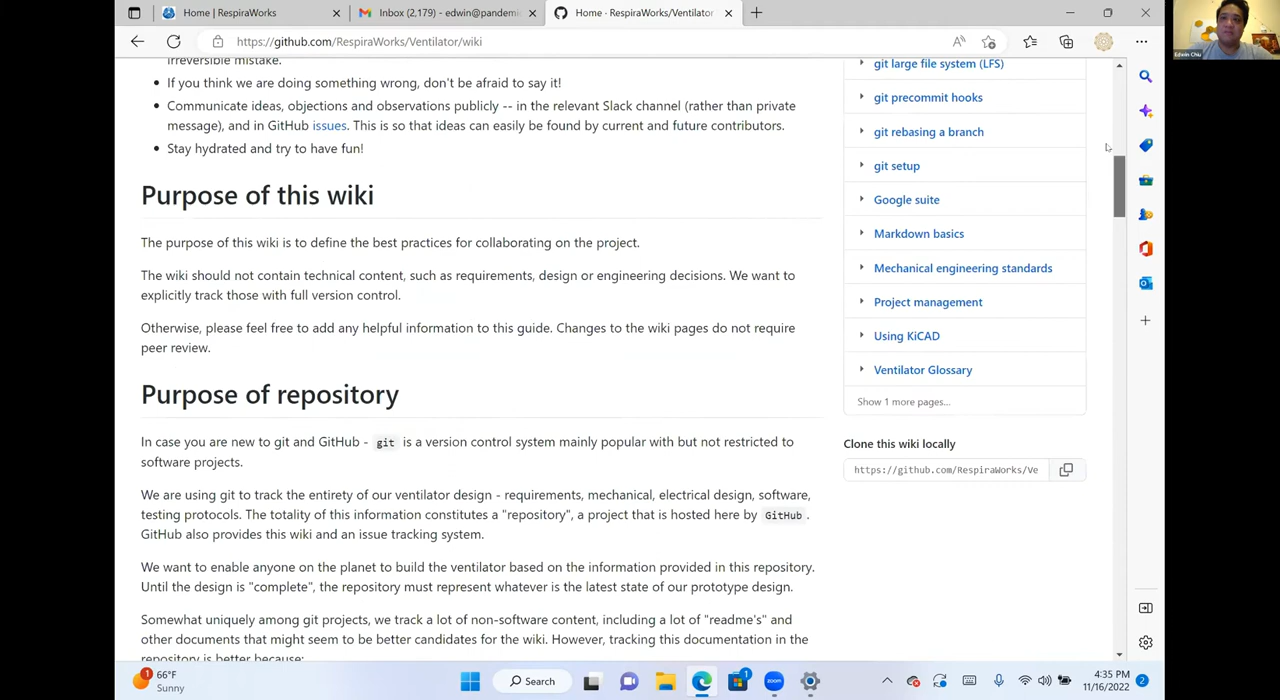 Home | RespiraWorks
Inbox (2,179) - edwin@pandemi
Home · RespiraWorks/Ventilator
https://github.com/RespiraWorks/Ventilator/wiki
Edwin Chiu
irreversible mistake.
If you think we are doing something wrong, don't be afraid to say it!
Communicate ideas, objections and observations publicly -- in the relevant Slack channel (rather than private
message), and in GitHub issues. This is so that ideas can easily be found by current and future contributors.
Stay hydrated and try to have fun!
Purpose of this wiki
The purpose of this wiki is to define the best practices for collaborating on the project.
The wiki should not contain technical content, such as requirements, design or engineering decisions. We want to
explicitly track those with full version control.
Otherwise, please feel free to add any helpful information to this guide. Changes to the wiki pages do not require
peer review.
Purpose of repository
In case you are new to git and GitHub - git is a version control system mainly popular with but not restricted to
software projects.
We are using git to track the entirety of our ventilator design - requirements, mechanical, electrical design, software,
testing protocols. The totality of this information constitutes a "repository", a project that is hosted here by GitHub.
GitHub also provides this wiki and an issue tracking system.
We want to enable anyone on the planet to build the ventilator based on the information provided in this repository.
Until the design is "complete", the repository must represent whatever is the latest state of our prototype design.
Somewhat uniquely among git projects, we track a lot of non-software content, including a lot of "readme's" and
other documents that might seem to be better candidates for the wiki. However, tracking this documentation in the
repository is better because:
git large file system (LFS)
git precommit hooks
git rebasing a branch
git setup
Google suite
Markdown basics
Mechanical engineering standards
Project management
Using KiCAD
Ventilator Glossary
Show 1 more pages...
Clone this wiki locally
https://github.com/RespiraWorks/Ve
1
66°F
Sunny
Search
1
zoom
4:35 PM
11/16/2022
2